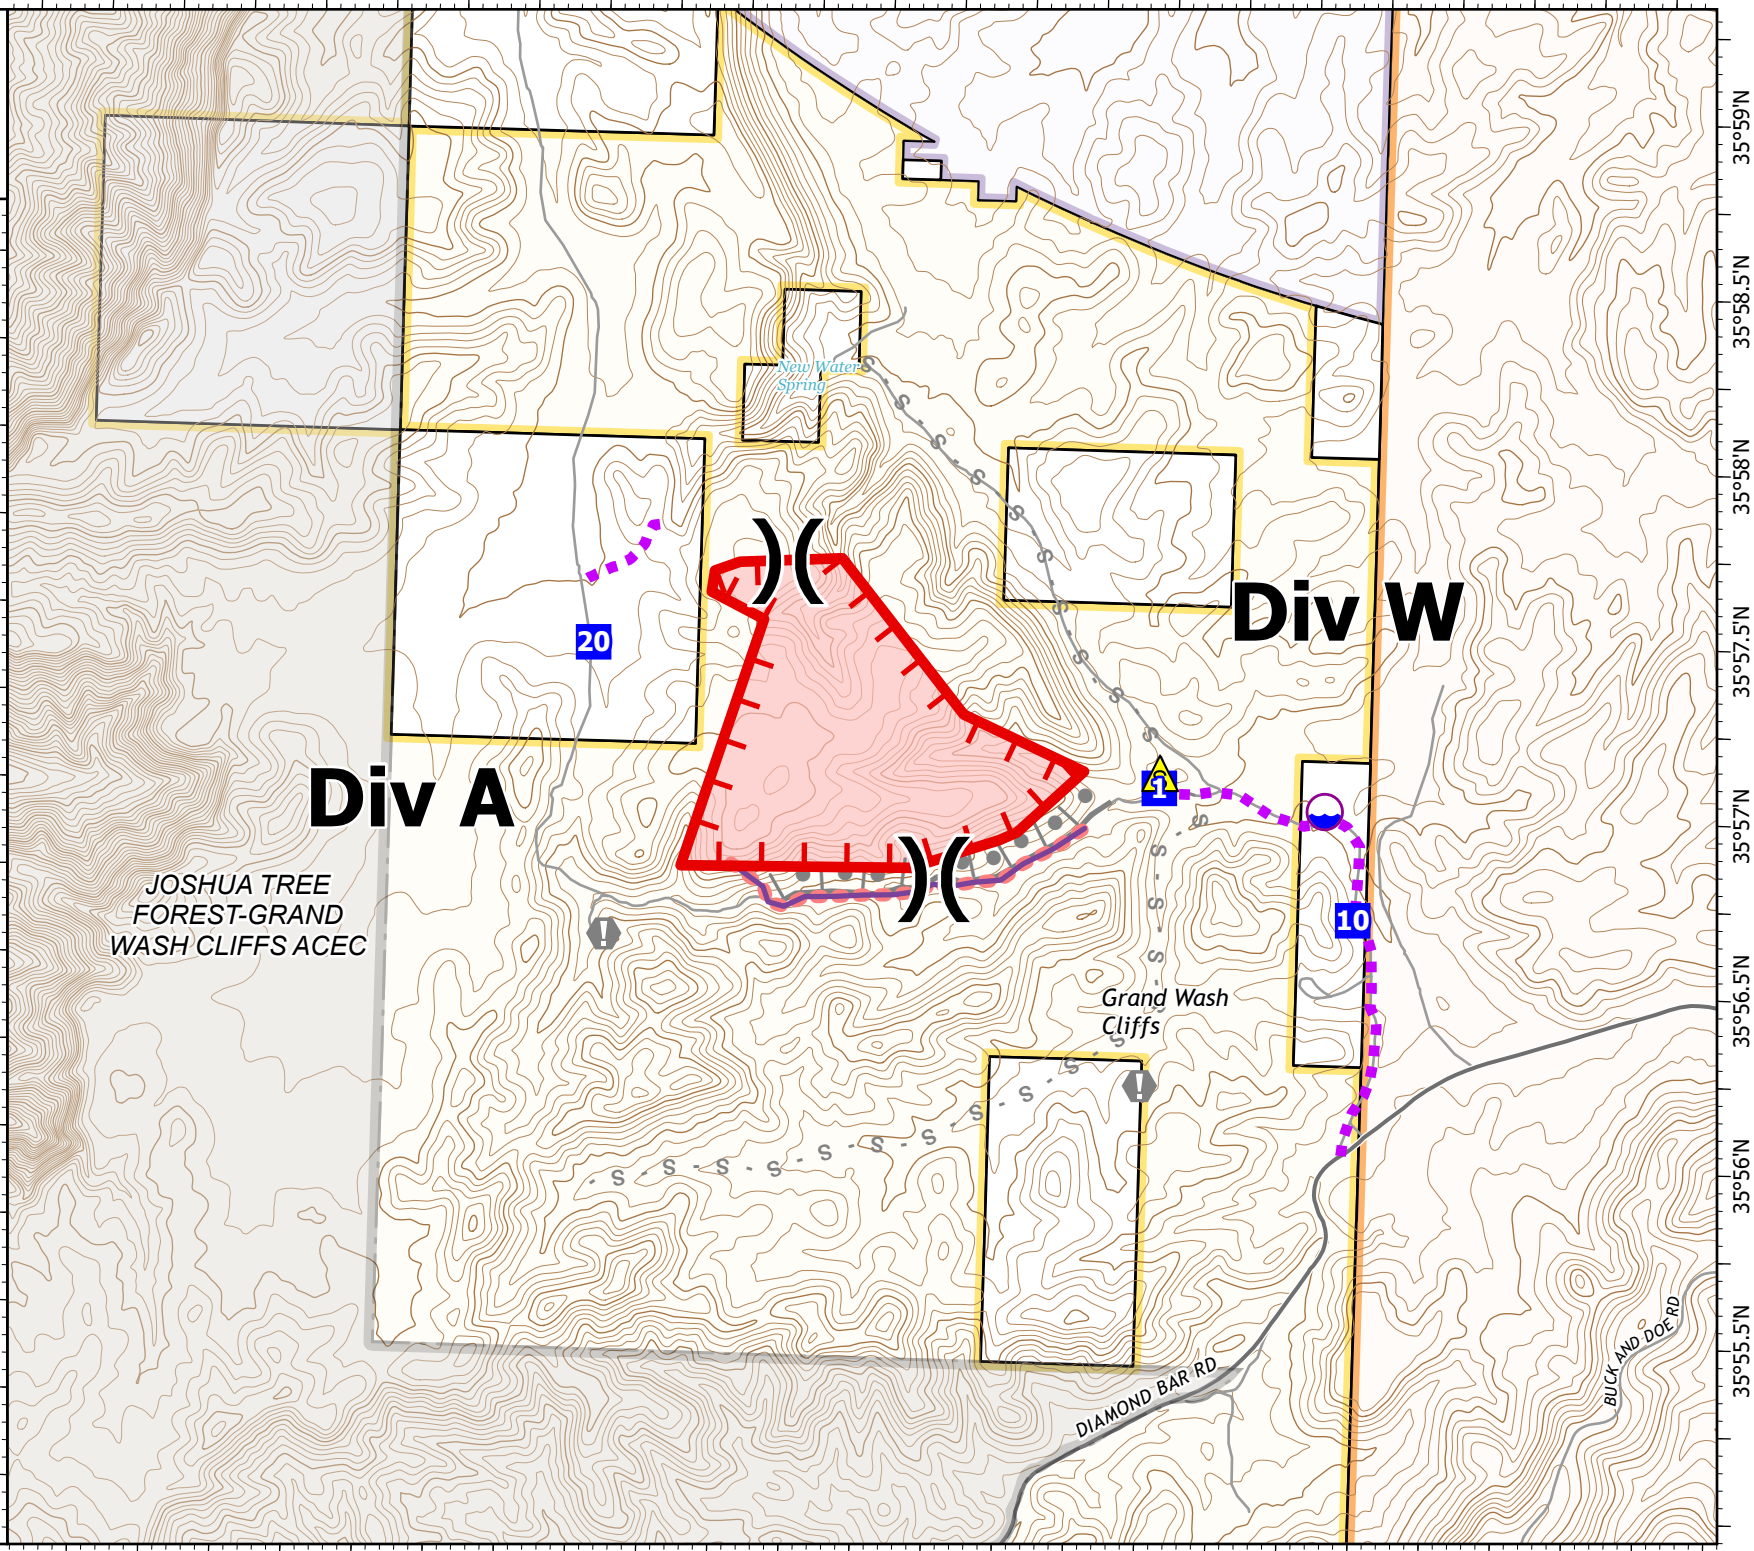 35°59'N
35°58.5'N
New Water
Spring
35°58'N
)(
Div W
20
35°57.5'N
Div A
1
35°57'N
)(
JOSHUA TREE
FOREST-GRAND
WASH CLIFFS ACEC
!
10
35°56.5'N
Grand Wash
Cliffs
!
35°56'N
35°55.5'N
DIAMOND BAR RD
BUCK AND DOE RD
S - S - S - S - S - S - S - S - S - S
S - S - S - S - S - S - S - S - S - S - S